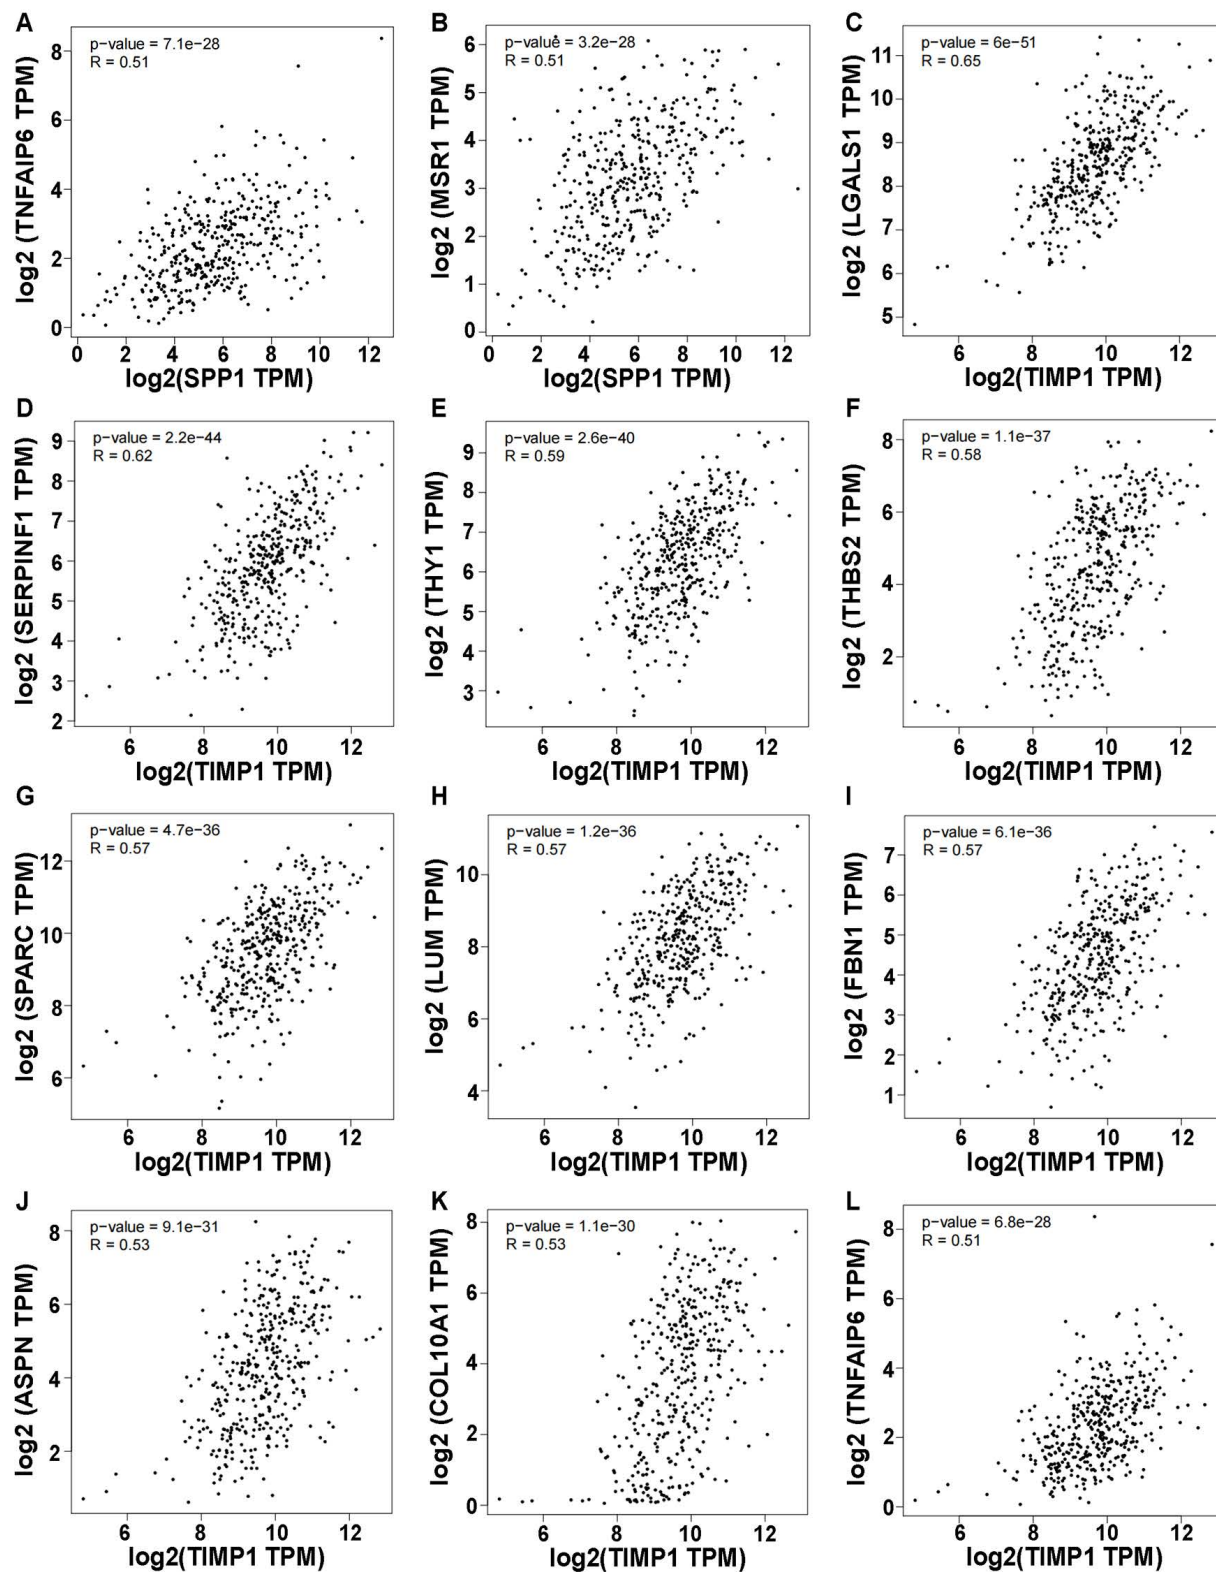 A
p-value = 7.1e-28
R = 0.51
log2 (TNFAIP6 TPM)
8
6
4
2
0
0 2 4 6 8 10 12
log2(SPP1 TPM)
B
p-value = 3.2e-28
R = 0.51
log2 (MSR1 TPM)
6
5
4
3
2
1
0
0 2 4 6 8 10 12
log2(SPP1 TPM)
C
p-value = 6e-51
R = 0.65
log2 (LGALS1 TPM)
11
10
9
8
7
6
5
6 8 10 12
log2(TIMP1 TPM)
D
p-value = 2.2e-44
R = 0.62
log2 (SERPINF1 TPM)
9
8
7
6
5
4
3
2
6 8 10 12
log2(TIMP1 TPM)
E
p-value = 2.6e-40
R = 0.59
log2 (THY1 TPM)
9
8
7
6
5
4
3
6 8 10 12
log2(TIMP1 TPM)
F
p-value = 1.1e-37
R = 0.58
log2 (THBS2 TPM)
8
6
4
2
6 8 10 12
log2(TIMP1 TPM)
G
p-value = 4.7e-36
R = 0.57
log2 (SPARC TPM)
12
10
8
6
6 8 10 12
log2(TIMP1 TPM)
H
p-value = 1.2e-36
R = 0.57
log2 (LUM TPM)
10
8
6
4
6 8 10 12
log2(TIMP1 TPM)
I
p-value = 6.1e-36
R = 0.57
log2 (FBN1 TPM)
7
6
5
4
3
2
1
6 8 10 12
log2(TIMP1 TPM)
J
p-value = 9.1e-31
R = 0.53
log2 (ASPN TPM)
8
6
4
2
6 8 10 12
log2(TIMP1 TPM)
K
p-value = 1.1e-30
R = 0.53
log2 (COL10A1 TPM)
8
6
4
2
0
6 8 10 12
log2(TIMP1 TPM)
L
p-value = 6.8e-28
R = 0.51
log2 (TNFAIP6 TPM)
8
6
4
2
0
6 8 10 12
log2(TIMP1 TPM)